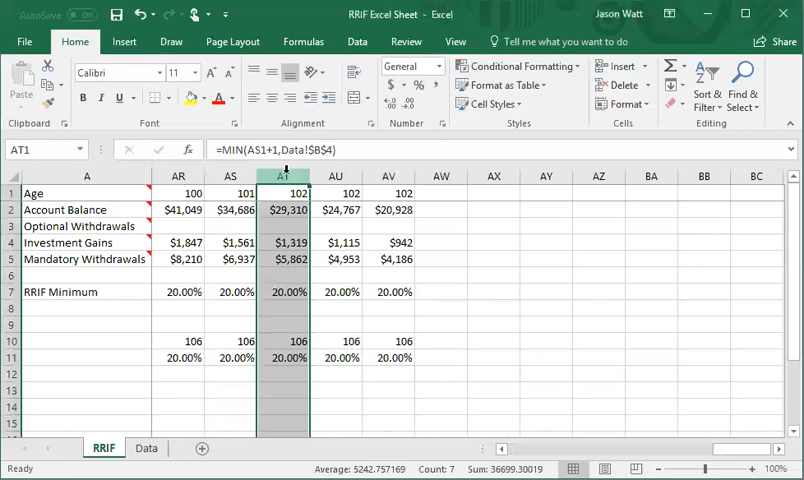 AutoSave Off
RRIF Excel Sheet - Excel
Jason Watt
File Home Insert Draw Page Layout Formulas Data Review View Tell me what you want to do Share
Paste
Calibri 11
B I U
General
$ % ,
Conditional Formatting
Format as Table
Cell Styles
Insert
Delete
Format
Sort & Filter
Find & Select
Clipboard Font Alignment Number Styles Cells Editing
AT1 fx =MIN(AS1+1,Data!$B$4)
A AR AS AT AU AV AW AX AY AZ BA BB BC
1 Age 100 101 102 102 102
2 Account Balance $41,049 $34,686 $29,310 $24,767 $20,928
3 Optional Withdrawals
4 Investment Gains $1,847 $1,561 $1,319 $1,115 $942
5 Mandatory Withdrawals $8,210 $6,937 $5,862 $4,953 $4,186
6
7 RRIF Minimum 20.00% 20.00% 20.00% 20.00% 20.00%
8
9
10 106 106 106 106 106
11 20.00% 20.00% 20.00% 20.00% 20.00%
12
13
14
15
RRIF Data
Ready Average: 5242.757169 Count: 7 Sum: 36699.30019 100%